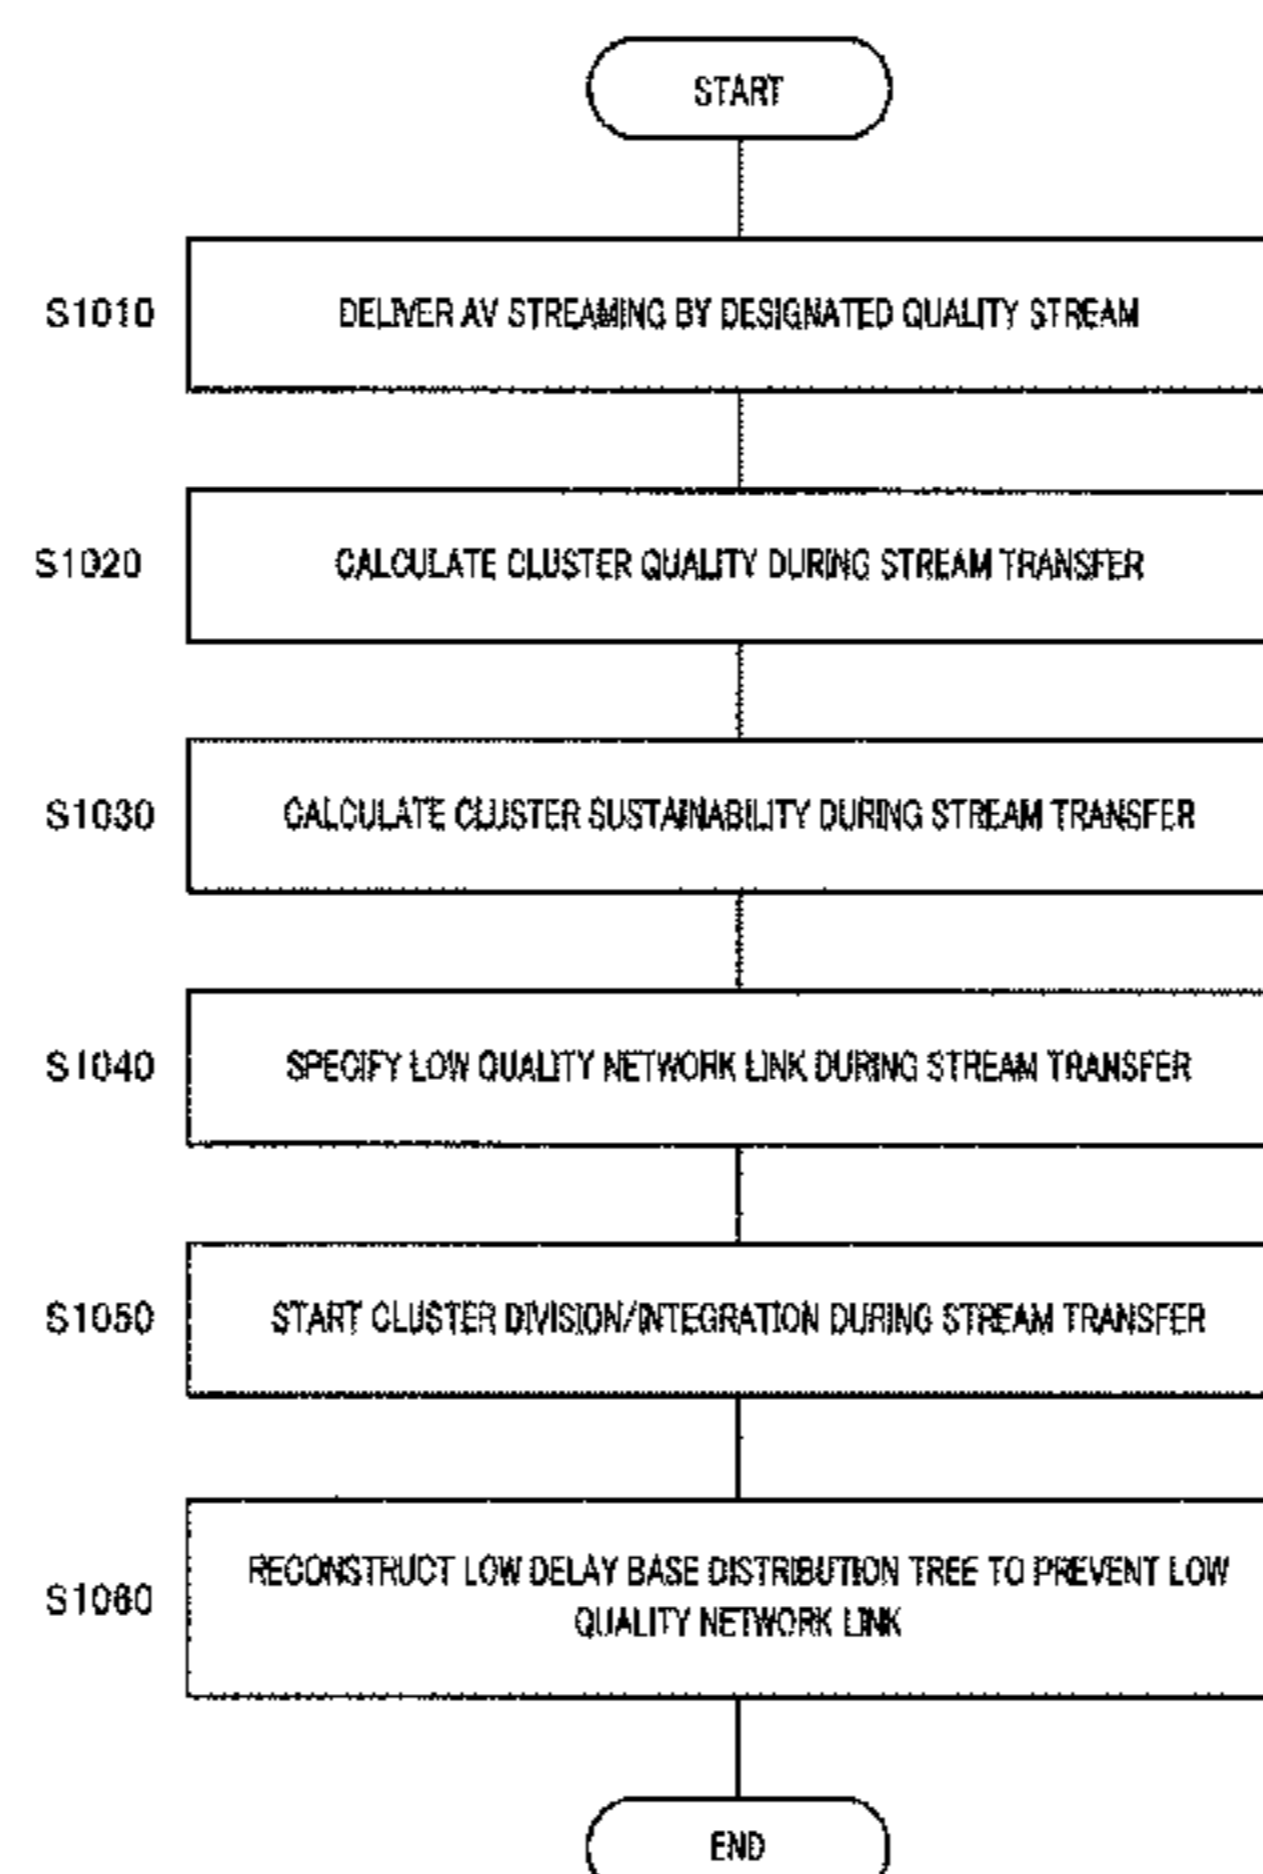 START
S1010
DELIVER AV STREAMING BY DESIGNATED QUALITY STREAM
S1020
CALCULATE CLUSTER QUALITY DURING STREAM TRANSFER
S1030
CALCULATE CLUSTER SUSTAINABILITY DURING STREAM TRANSFER
S1040
SPECIFY LOW QUALITY NETWORK LINK DURING STREAM TRANSFER
S1050
START CLUSTER DIVISION/INTEGRATION DURING STREAM TRANSFER
S1060
RECONSTRUCT LOW DELAY BASE DISTRIBUTION TREE TO PREVENT LOW
QUALITY NETWORK LINK
END